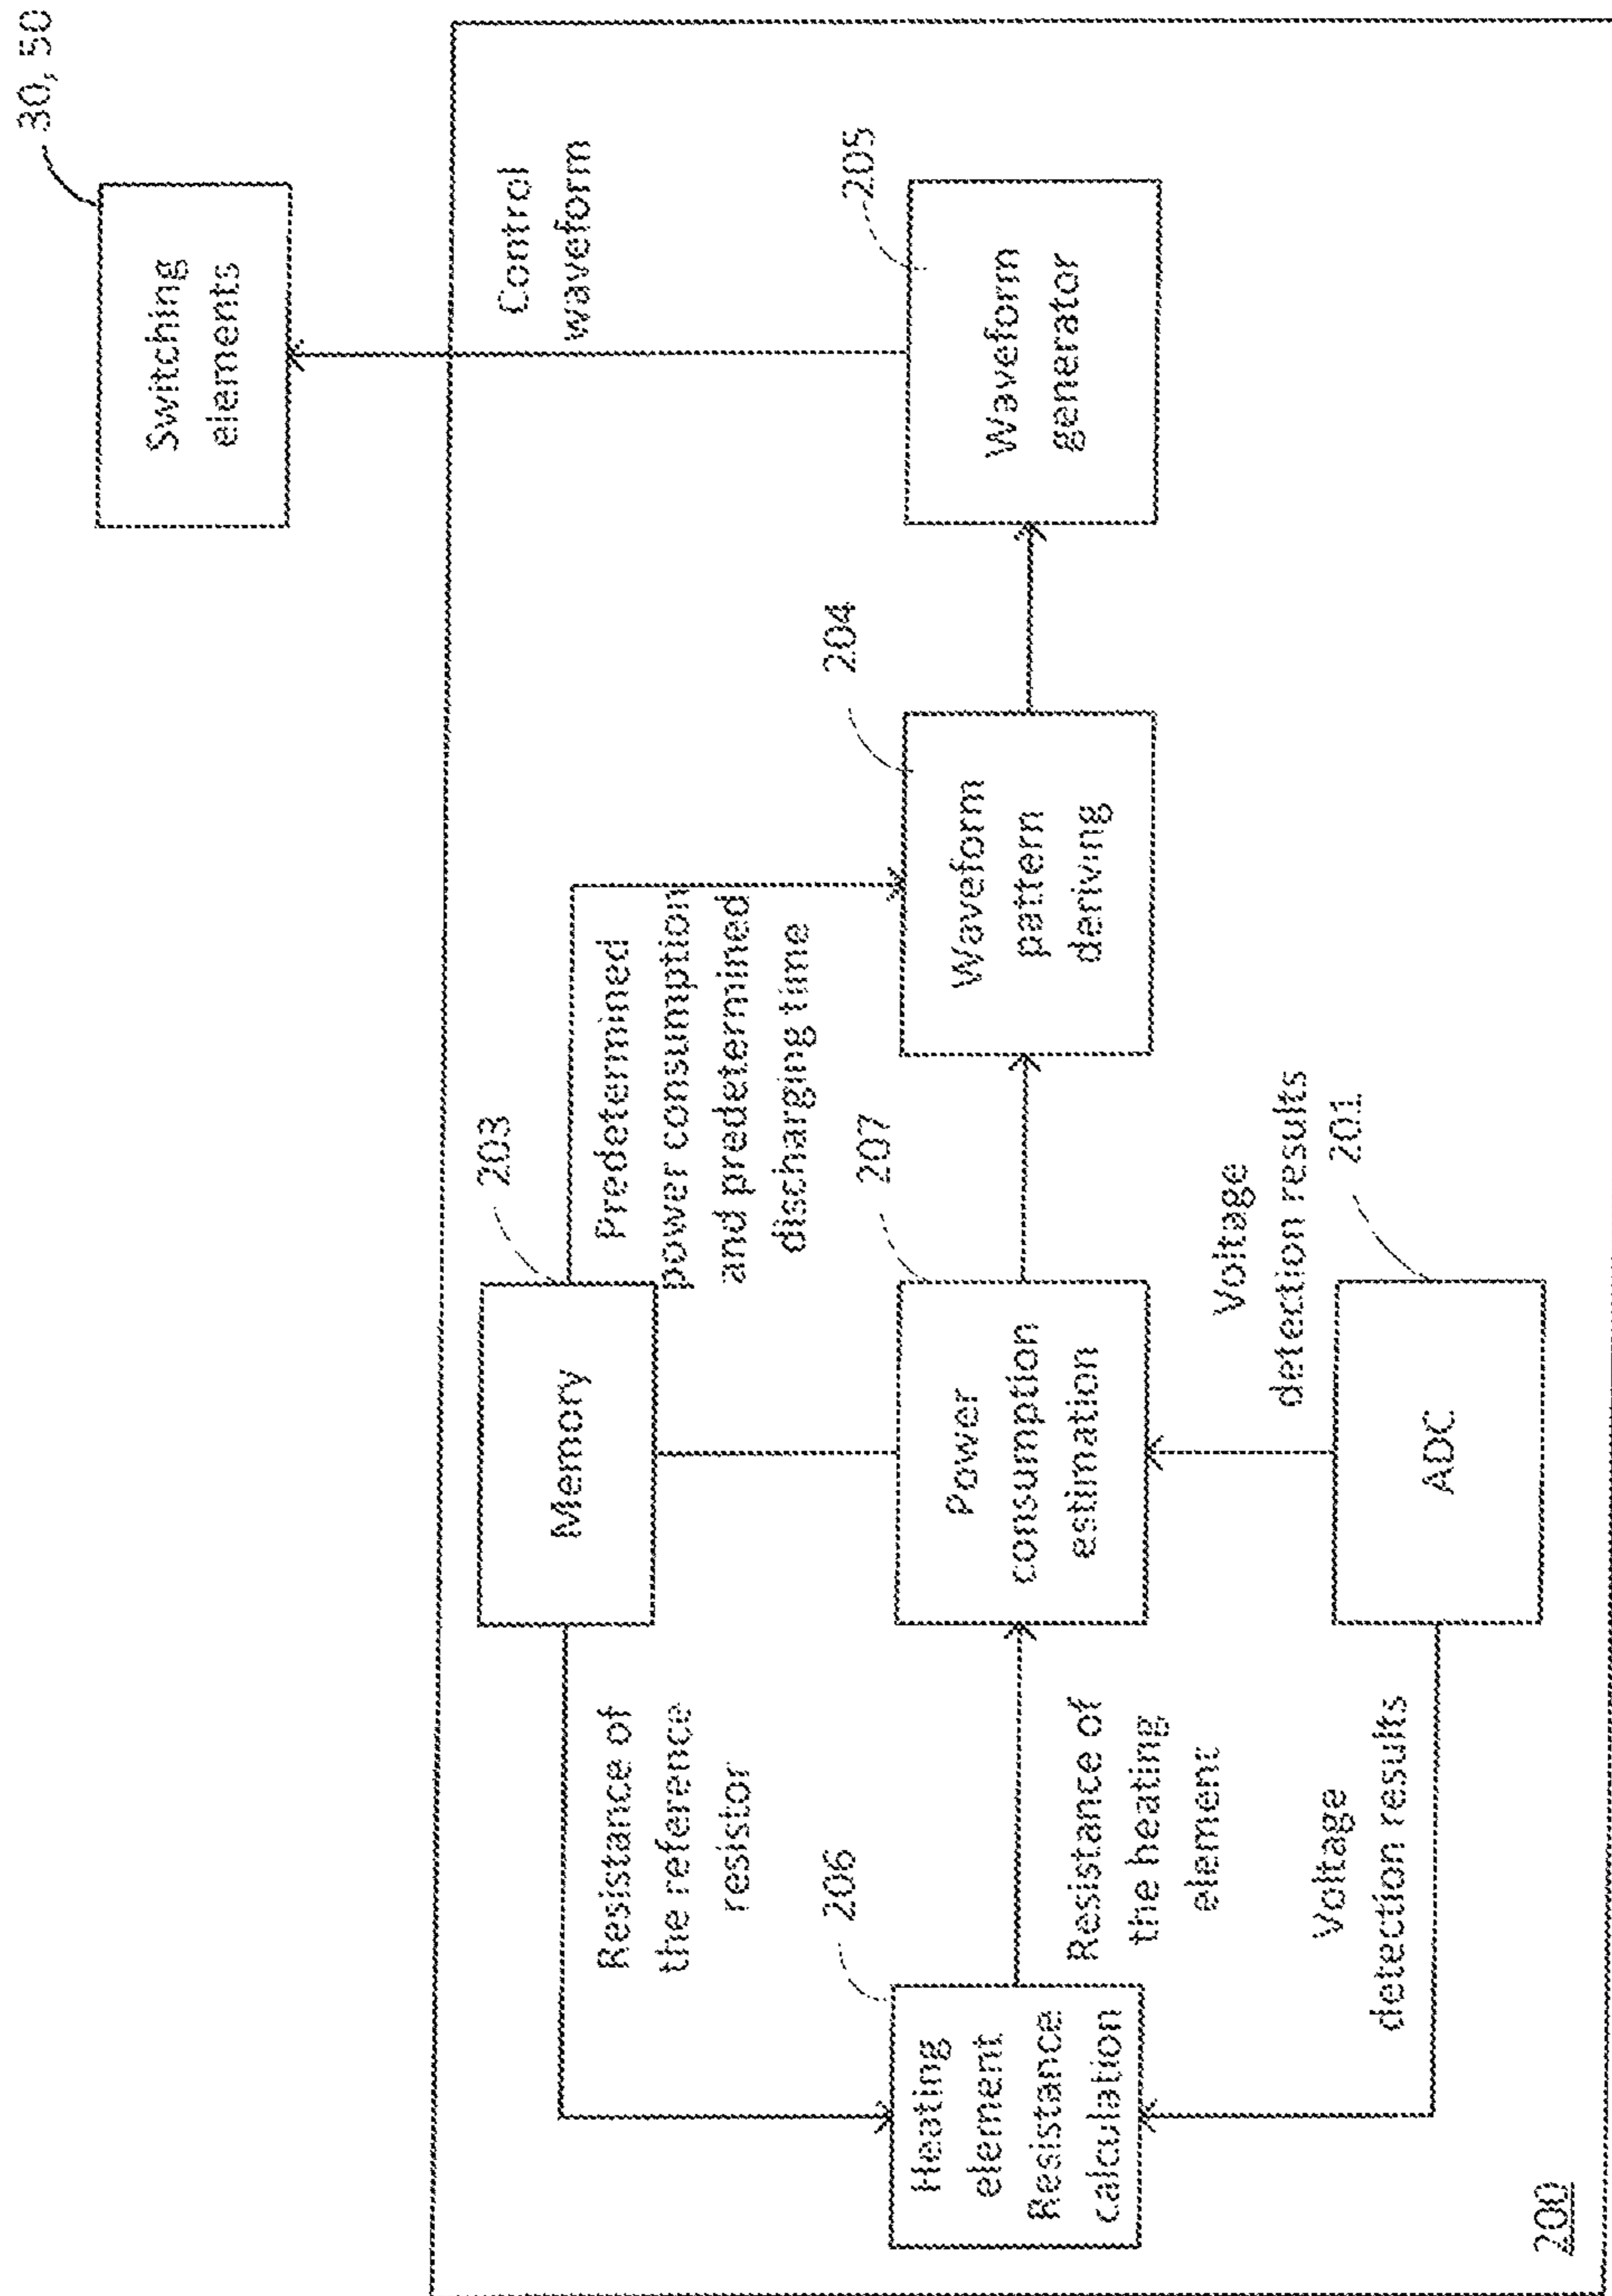 30, 50
Switching
elements
Control
waveform
203
Memory
Resistance of
the reference
resistor
Predetermined
power consumption
and predetermined
discharging time
206
207
204
205
Heating
element
Resistance
calculation
Power
consumption
estimation
Waveform
pattern
deriving
Waveform
generator
Resistance of
the heating
element
Voltage
detection results
Voltage
detection results
201
ADC
200